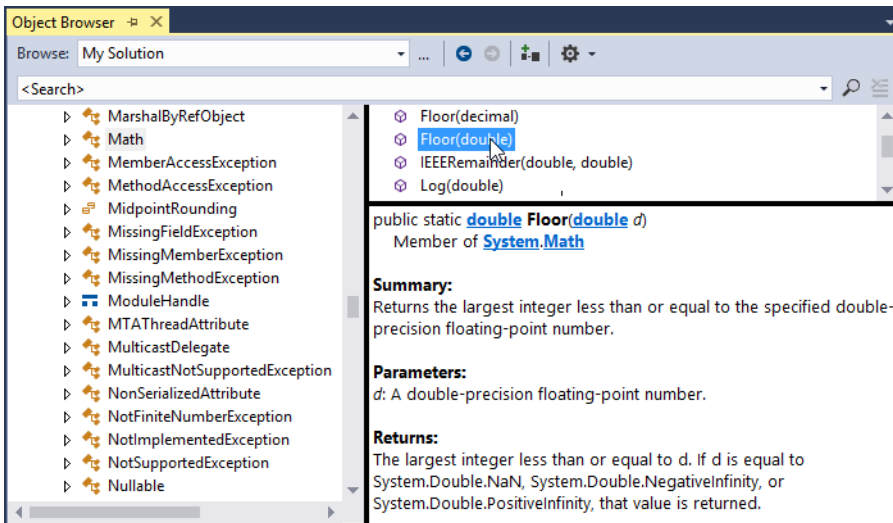 Object Browser
Browse: My Solution
...
<Search>
MarshalByRefObject
Math
MemberAccessException
MethodAccessException
MidpointRounding
MissingFieldException
MissingMemberException
MissingMethodException
ModuleHandle
MTAThreadAttribute
MulticastDelegate
MulticastNotSupportedException
NonSerializedAttribute
NotFiniteNumberException
NotImplementedException
NotSupportedException
Nullable
Floor(decimal)
Floor(double)
IEEERemainder(double, double)
Log(double)
public static double Floor(double d)
Member of System.Math
Summary:
Returns the largest integer less than or equal to the specified double-
precision floating-point number.
Parameters:
d: A double-precision floating-point number.
Returns:
The largest integer less than or equal to d. If d is equal to
System.Double.NaN, System.Double.NegativeInfinity, or
System.Double.PositiveInfinity, that value is returned.